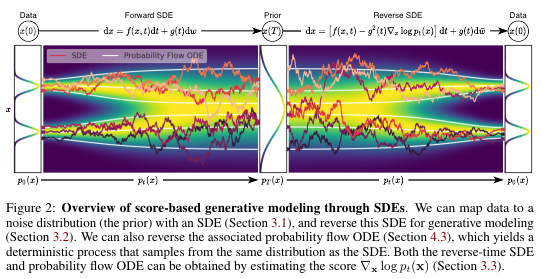 Data Forward SDE Prior Reverse SDE Data
x(0) dx = f(x, t)dt + g(t)dw x(T) dx = [f(x, t) − g²(t)∇ₓ log pₜ(x)] dt + g(t)dw̄ x(0)
SDE Probability Flow ODE
x
p₀(x) pₜ(x) p_T(x) pₜ(x) p₀(x)
Figure 2: Overview of score-based generative modeling through SDEs. We can map data to a
noise distribution (the prior) with an SDE (Section 3.1), and reverse this SDE for generative modeling
(Section 3.2). We can also reverse the associated probability flow ODE (Section 4.3), which yields a
deterministic process that samples from the same distribution as the SDE. Both the reverse-time SDE
and probability flow ODE can be obtained by estimating the score ∇ₓ log pₜ(x) (Section 3.3).